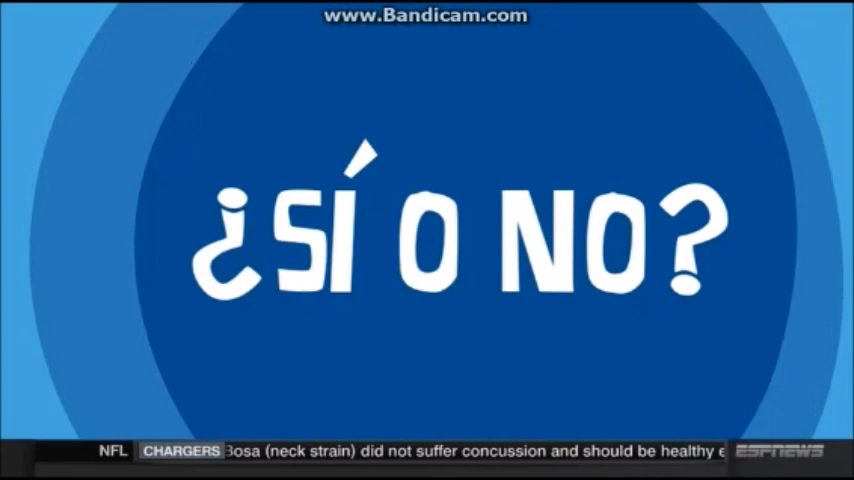 www.Bandicam.com
¿SÍ O NO?
NFL CHARGERS Bosa (neck strain) did not suffer concussion and should be healthy e ESPNEWS